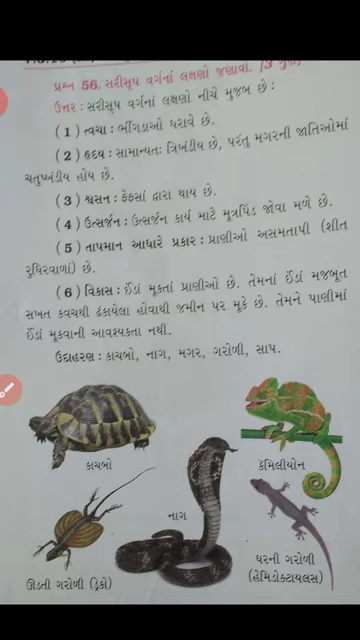 પ્રશ્ન 56. સરીસૃપ વર્ગનાં લક્ષણો જણાવો. [3 ગુણ]
ઉત્તર : સરીસૃપ વર્ગનાં લક્ષણો નીચે મુજબ છે :
(1) ત્વચા : ભીંગડાઓ ધરાવે છે.
(2) હૃદય : સામાન્યતઃ ત્રિખંડીય છે, પરંતુ મગરની જાતિઓમાં
ચતુષ્ખંડીય હોય છે.
(3) શ્વસન : ફેફસાં દ્વારા થાય છે.
(4) ઉત્સર્જન : ઉત્સર્જન કાર્ય માટે મૂત્રપિંડ જોવા મળે છે.
(5) તાપમાન આધારે પ્રકાર : પ્રાણીઓ અસમતાપી (શીત
રુધિરવાળાં) છે.
(6) વિકાસ : ઈંડાં મૂકતાં પ્રાણીઓ છે. તેમનાં ઈંડાં મજબૂત
સખત કવચથી ઢંકાયેલા હોવાથી જમીન પર મૂકે છે. તેમને પાણીમાં
ઈંડાં મૂકવાની આવશ્યકતા નથી.
ઉદાહરણ : કાચબો, નાગ, મગર, ગરોળી, સાપ.
કાચબો
કૅમિલીયોન
નાગ
ઊડતી ગરોળી (ડ્રેકો)
ઘરની ગરોળી
(હેમિડોક્ટાયલસ)